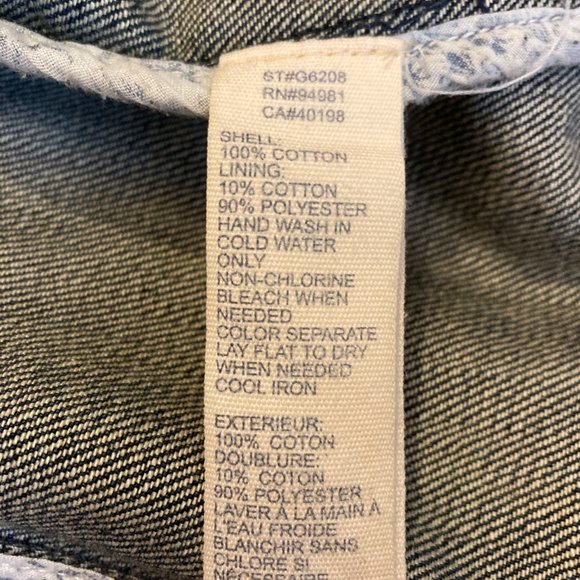 ST#G6208
RN#94981
CA#40198
SHELL:
100% COTTON
LINING:
10% COTTON
90% POLYESTER
HAND WASH IN
COLD WATER
ONLY
NON-CHLORINE
BLEACH WHEN
NEEDED
COLOR SEPARATE
LAY FLAT TO DRY
WHEN NEEDED
COOL IRON
EXTERIEUR:
100% COTON
DOUBLURE:
10% COTON
90% POLYESTER
LAVER À LA MAIN À
L'EAU FROIDE
BLANCHIR SANS
CHLORE SI
NÉCESSAIRE